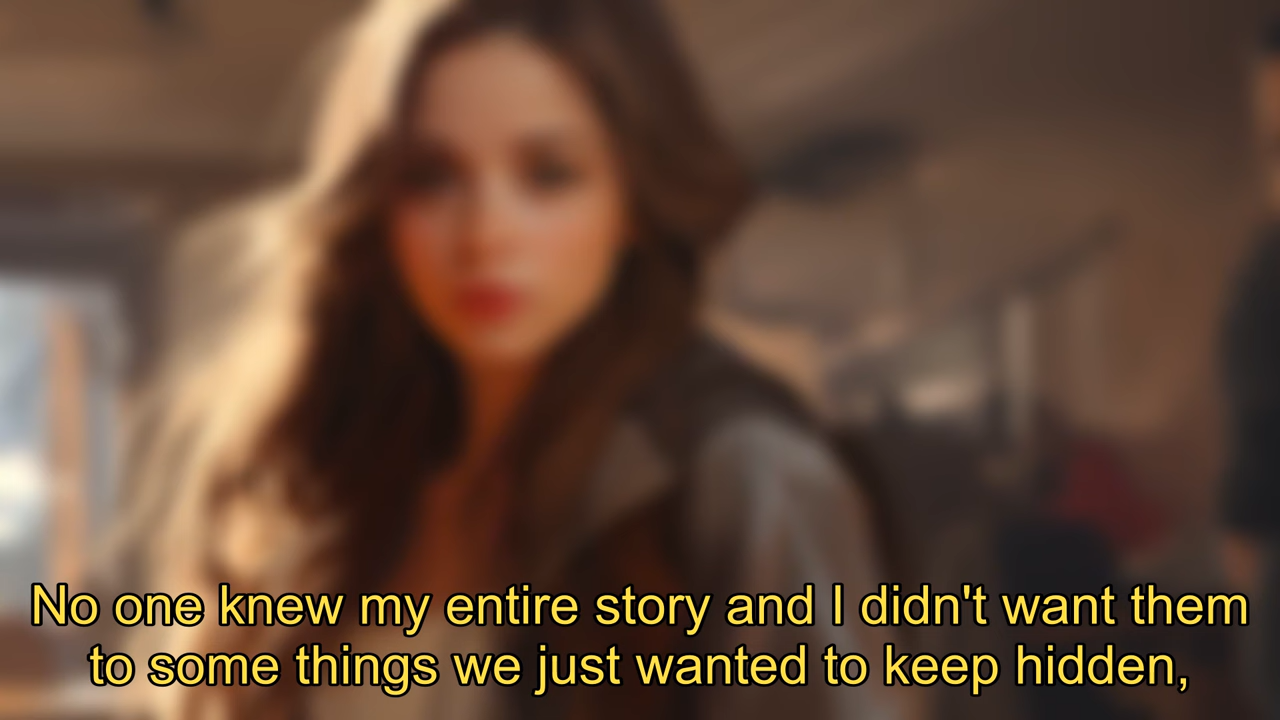 No one knew my entire story and I didn't want them
to some things we just wanted to keep hidden,